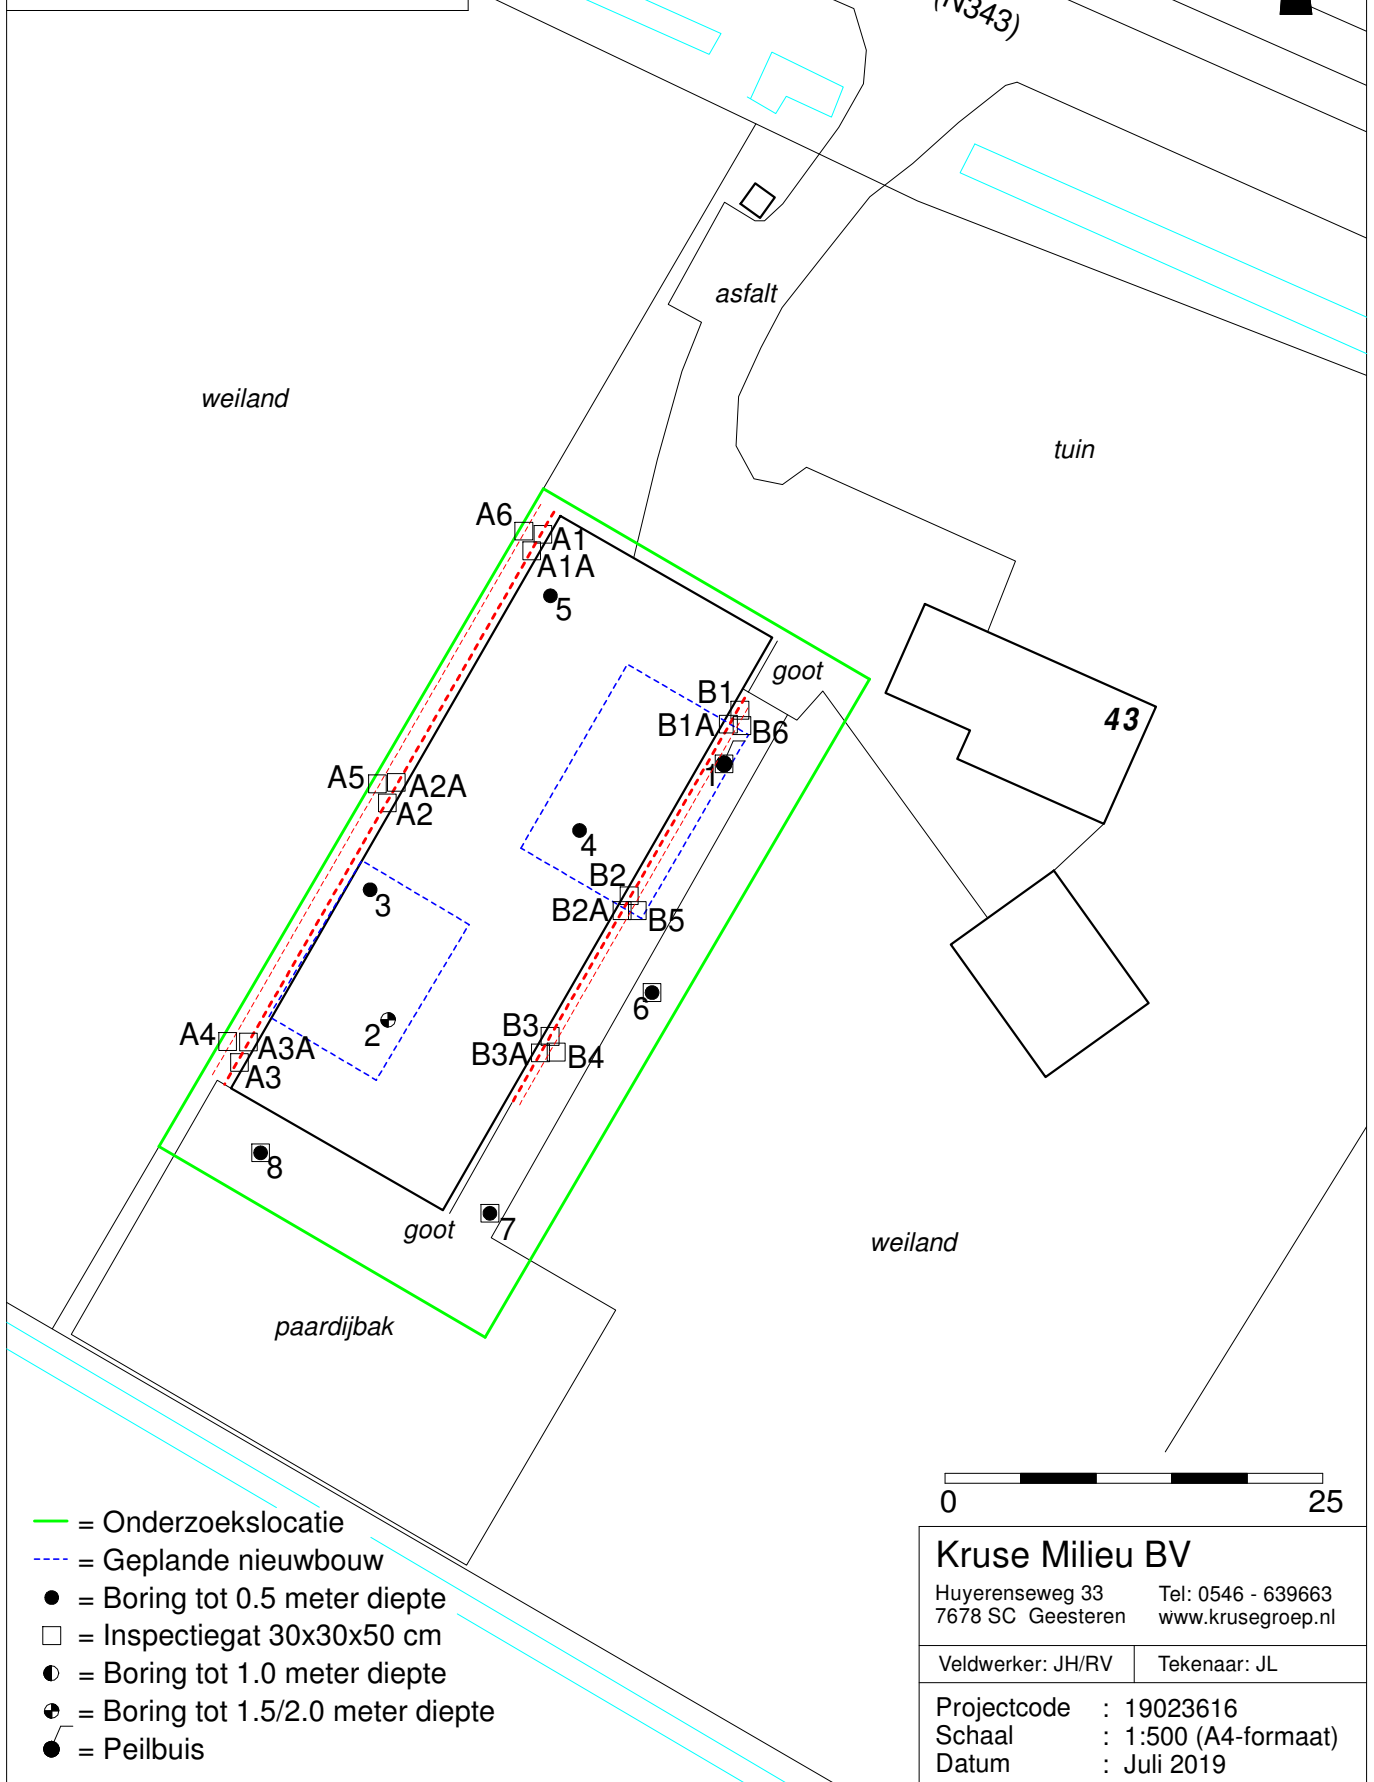 (N343)
asfalt
weiland
tuin
A6
A1
A1A
5
goot
B1
43
B1A
B6
1
A5
A2A
A2
4
B2
3
B2A
B5
6
2
A4
A3A
A3
B3
B3A
B4
8
7
goot
weiland
paardijbak
0 25
= Onderzoekslocatie
= Geplande nieuwbouw
= Boring tot 0.5 meter diepte
= Inspectiegat 30x30x50 cm
= Boring tot 1.0 meter diepte
= Boring tot 1.5/2.0 meter diepte
= Peilbuis
Kruse Milieu BV
Huyerenseweg 33 Tel: 0546 - 639663
7678 SC Geesteren www.krusegroep.nl
Veldwerker: JH/RV Tekenaar: JL
Projectcode : 19023616
Schaal : 1:500 (A4-formaat)
Datum : Juli 2019